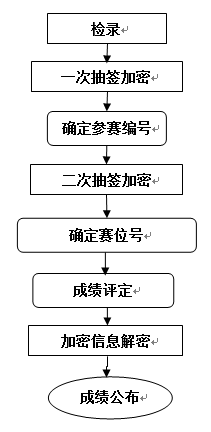 检录
一次抽签加密
确定参赛编号
二次抽签加密
确定赛位号
成绩评定
加密信息解密
成绩公布